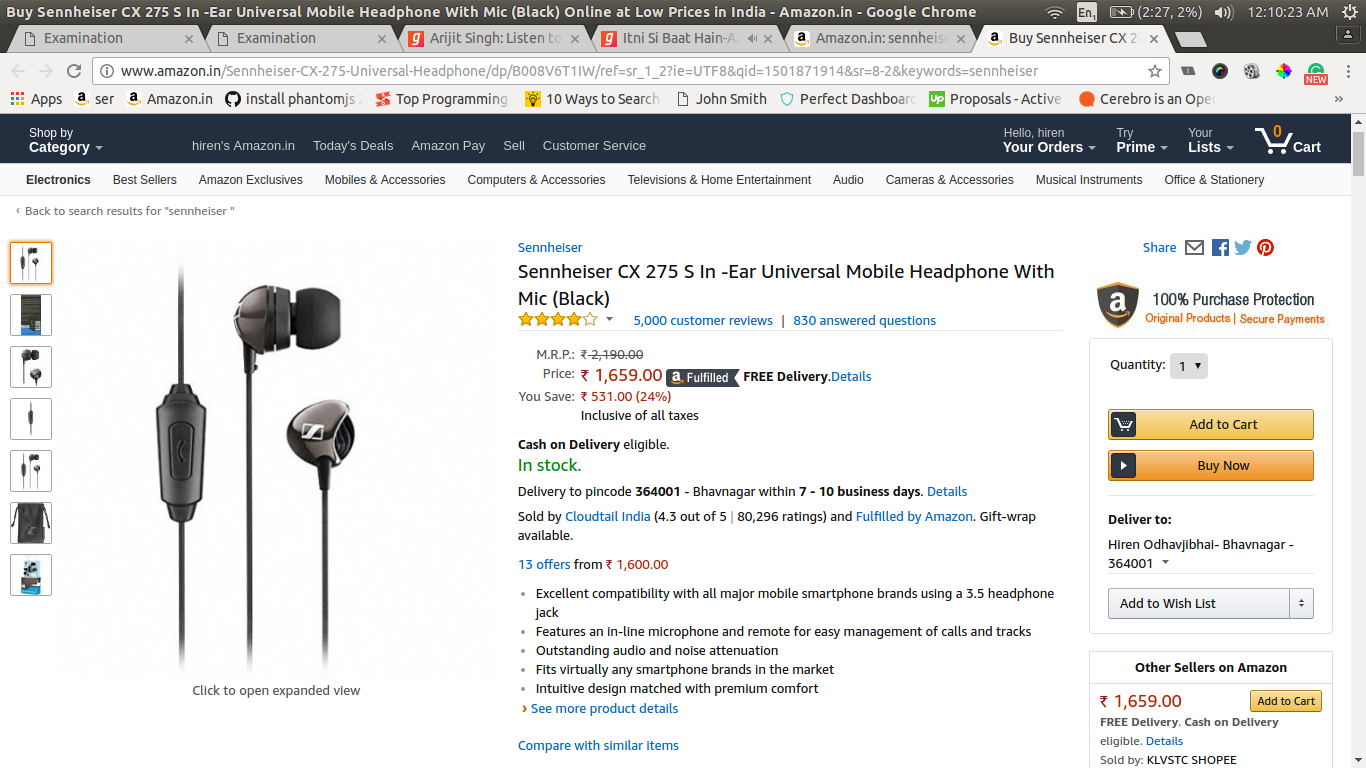 Buy Sennheiser CX 275 S In -Ear Universal Mobile Headphone With Mic (Black) Online at Low Prices in India - Amazon.in - Google Chrome
En1 (2:27, 2%) 12:10:23 AM
Examination
Examination
Arijit Singh: Listen to
Itni Si Baat Hain-A
Amazon.in: sennheise
Buy Sennheiser CX 27
www.amazon.in/Sennheiser-CX-275-Universal-Headphone/dp/B008V6T1IW/ref=sr_1_2?ie=UTF8&qid=1501871914&sr=8-2&keywords=sennheiser
NEW
Apps ser Amazon.in install phantomjs Top Programming 10 Ways to Search John Smith Perfect Dashboard Up Proposals - Active Cerebro is an Ope »
Shop by
Category
hiren's Amazon.in Today's Deals Amazon Pay Sell Customer Service
Hello, hiren
Your Orders
Try
Prime
Your
Lists
0
Cart
Electronics Best Sellers Amazon Exclusives Mobiles & Accessories Computers & Accessories Televisions & Home Entertainment Audio Cameras & Accessories Musical Instruments Office & Stationery
‹ Back to search results for "sennheiser "
Sennheiser
Sennheiser CX 275 S In -Ear Universal Mobile Headphone With
Mic (Black)
5,000 customer reviews | 830 answered questions
M.R.P.: ₹ 2,190.00
Price: ₹ 1,659.00 a Fulfilled FREE Delivery.Details
You Save: ₹ 531.00 (24%)
Inclusive of all taxes
Cash on Delivery eligible.
In stock.
Delivery to pincode 364001 - Bhavnagar within 7 - 10 business days. Details
Sold by Cloudtail India (4.3 out of 5 | 80,296 ratings) and Fulfilled by Amazon. Gift-wrap
available.
13 offers from ₹ 1,600.00
• Excellent compatibility with all major mobile smartphone brands using a 3.5 headphone
jack
• Features an in-line microphone and remote for easy management of calls and tracks
• Outstanding audio and noise attenuation
• Fits virtually any smartphone brands in the market
• Intuitive design matched with premium comfort
› See more product details
Compare with similar items
Click to open expanded view
Share
a
100% Purchase Protection
Original Products | Secure Payments
Quantity: 1
Add to Cart
Buy Now
Deliver to:
Hiren Odhavjibhai- Bhavnagar -
364001
Add to Wish List
Other Sellers on Amazon
₹ 1,659.00 Add to Cart
FREE Delivery. Cash on Delivery
eligible. Details
Sold by: KLVSTC SHOPEE